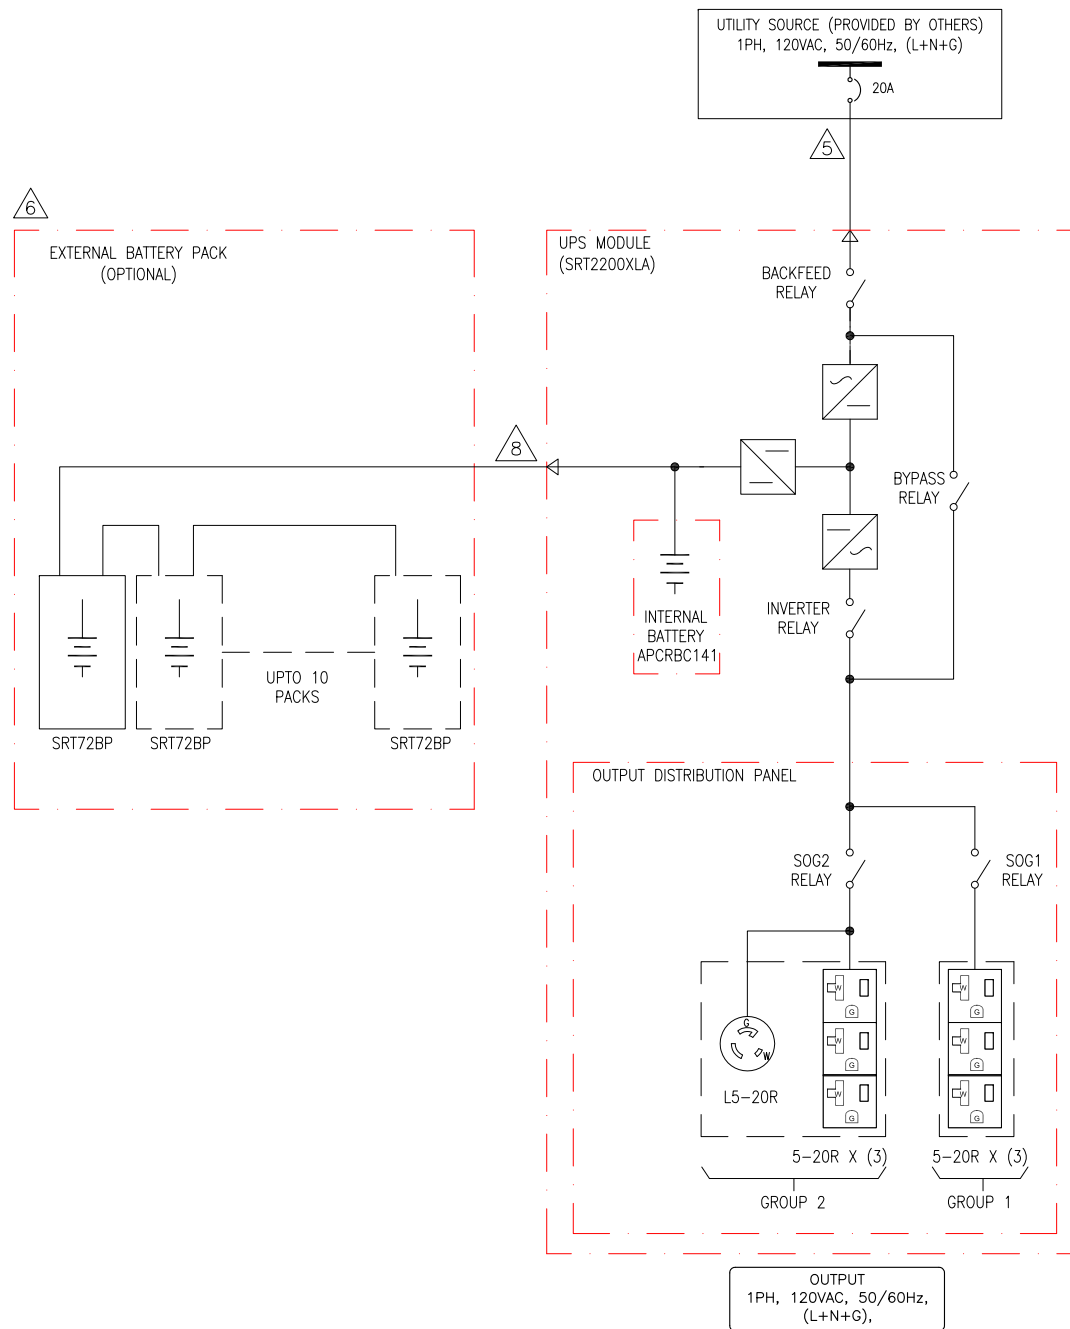 UTILITY SOURCE (PROVIDED BY OTHERS)
1PH, 120VAC, 50/60Hz, (L+N+G)
20A
5
6
EXTERNAL BATTERY PACK
(OPTIONAL)
UPS MODULE
(SRT2200XLA)
BACKFEED
RELAY
8
BYPASS
RELAY
INTERNAL
BATTERY
APCRBC141
INVERTER
RELAY
UPTO 10
PACKS
SRT72BP
SRT72BP
SRT72BP
OUTPUT DISTRIBUTION PANEL
SOG2
RELAY
SOG1
RELAY
G
W
L5-20R
W
G
W
G
W
G
W
G
W
G
W
G
5-20R X (3)
5-20R X (3)
GROUP 2
GROUP 1
OUTPUT
1PH, 120VAC, 50/60Hz,
(L+N+G),